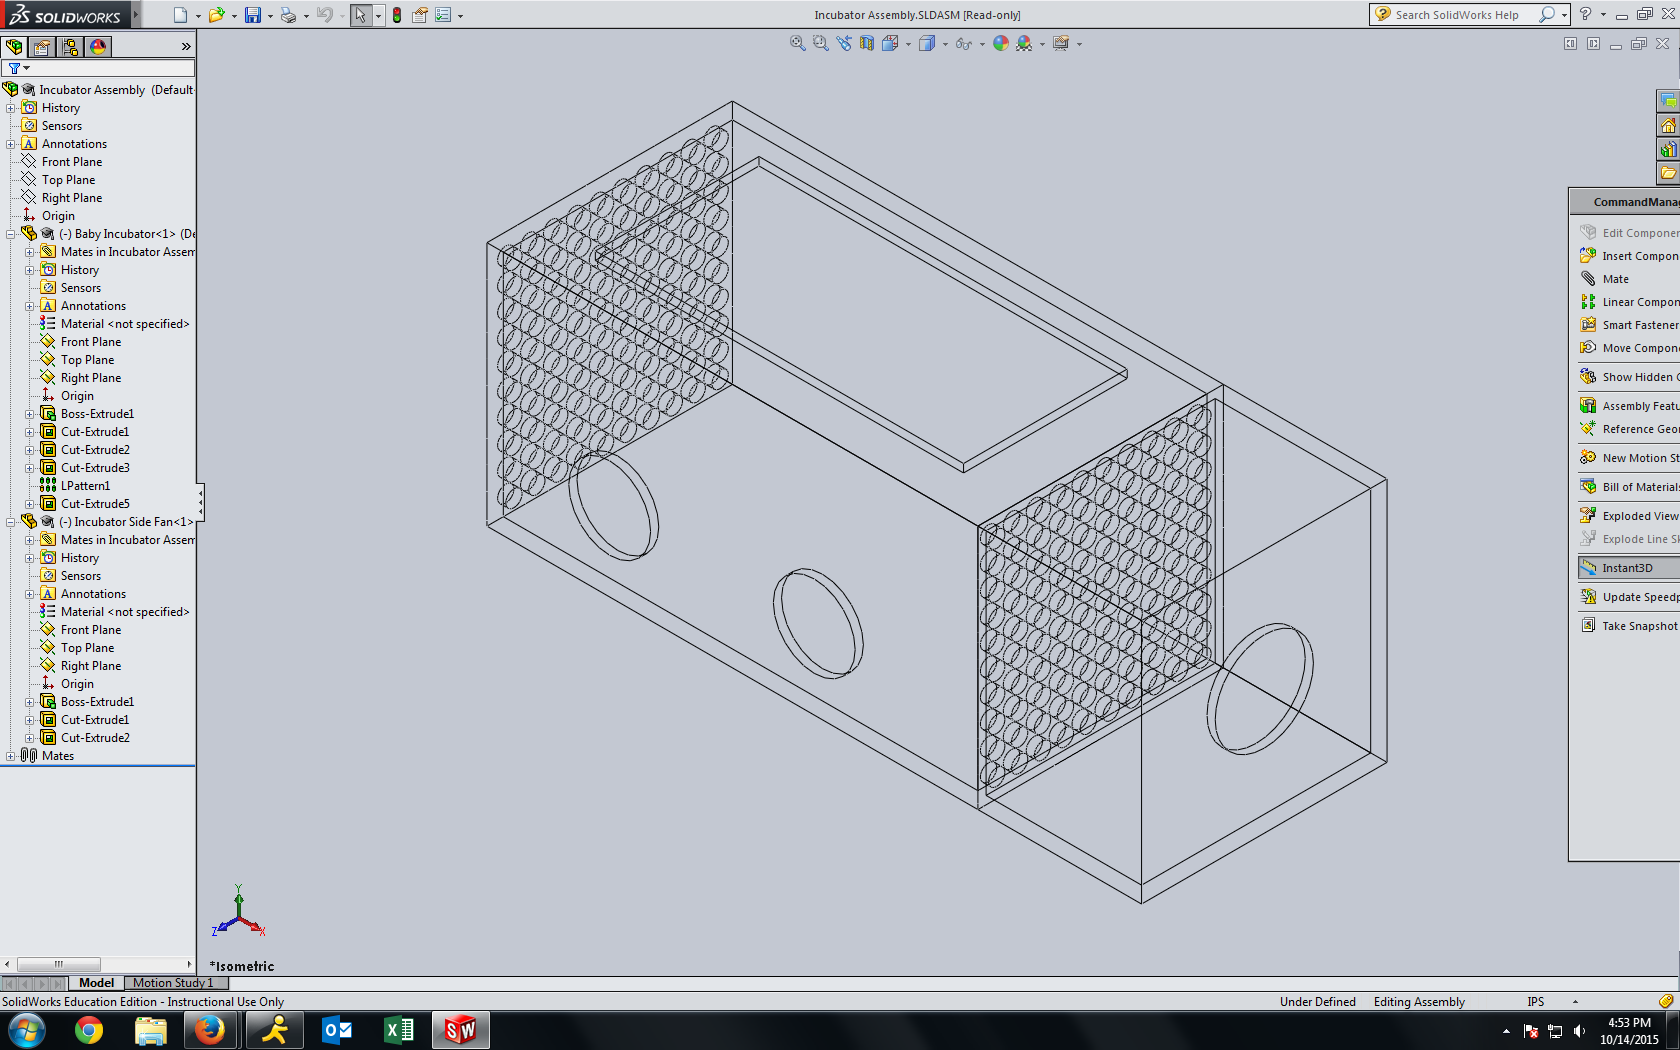 SOLIDWORKS
Incubator Assembly.SLDASM [Read-only]
Search SolidWorks Help
Incubator Assembly (Default
History
Sensors
Annotations
Front Plane
Top Plane
Right Plane
Origin
(-) Baby Incubator<1> (De
Mates in Incubator Assem
History
Sensors
Annotations
Material <not specified>
Front Plane
Top Plane
Right Plane
Origin
Boss-Extrude1
Cut-Extrude1
Cut-Extrude2
Cut-Extrude3
LPattern1
Cut-Extrude5
(-) Incubator Side Fan<1>
Mates in Incubator Assem
History
Sensors
Annotations
Material <not specified>
Front Plane
Top Plane
Right Plane
Origin
Boss-Extrude1
Cut-Extrude1
Cut-Extrude2
Mates
CommandManag
Edit Componen
Insert Compon
Mate
Linear Compon
Smart Fastener
Move Compone
Show Hidden C
Assembly Featu
Reference Geor
New Motion St
Bill of Materials
Exploded View
Explode Line Sk
Instant3D
Update Speedp
Take Snapshot
Y
Z
X
*Isometric
Model
Motion Study 1
SolidWorks Education Edition - Instructional Use Only
Under Defined
Editing Assembly
IPS
4:53 PM
10/14/2015